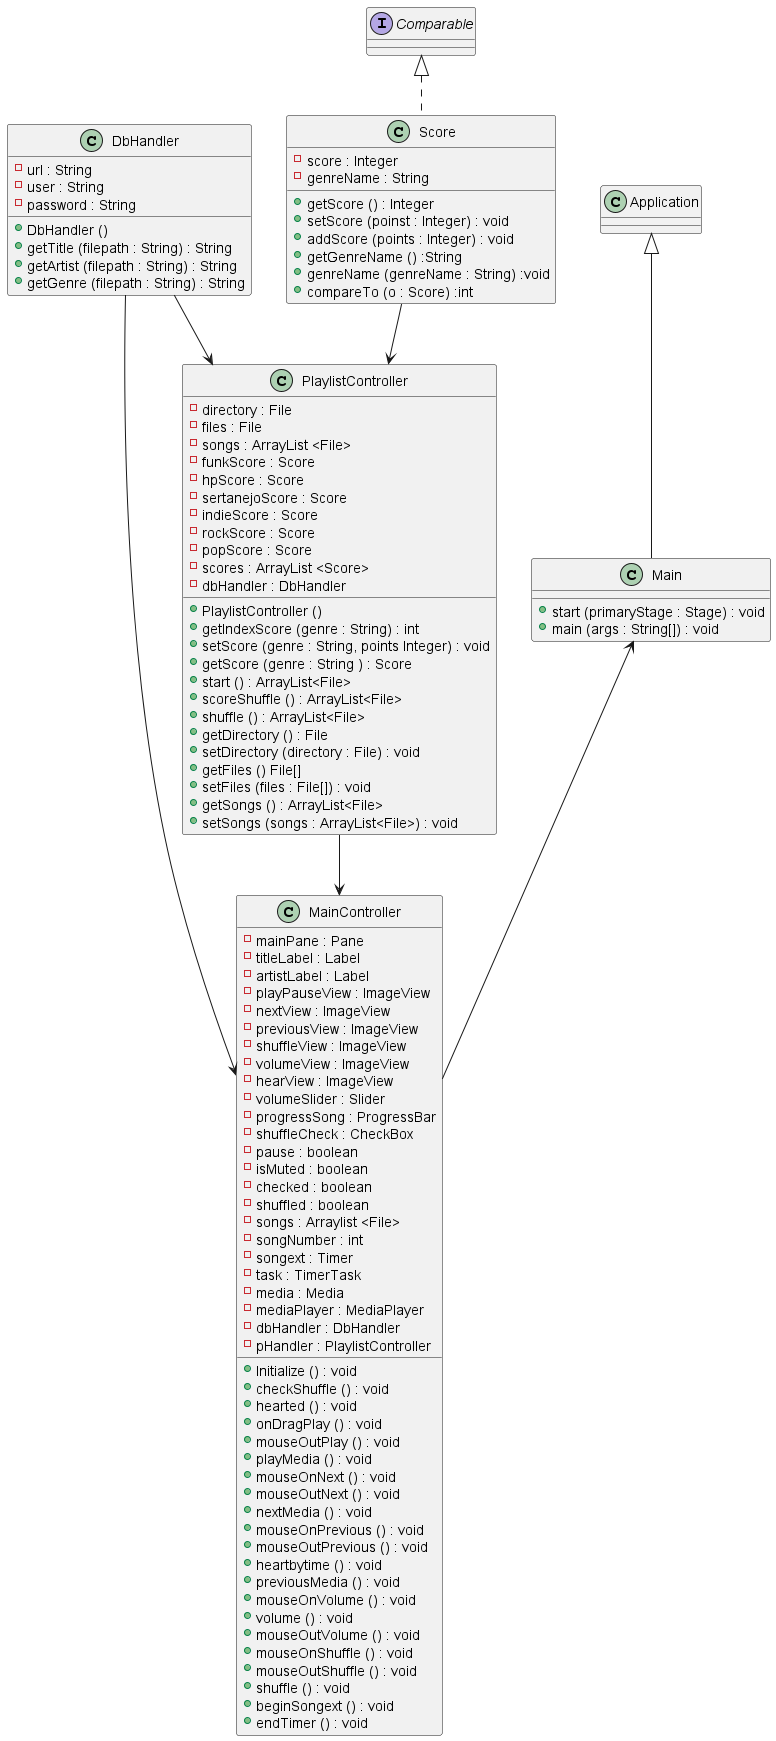 I Comparable
C DbHandler
url : String
user : String
password : String
DbHandler ()
getTitle (filepath : String) : String
getArtist (filepath : String) : String
getGenre (filepath : String) : String
C Score
score : Integer
genreName : String
getScore () : Integer
setScore (poinst : Integer) : void
addScore (points : Integer) : void
getGenreName () :String
genreName (genreName : String) :void
compareTo (o : Score) :int
C Application
C PlaylistController
directory : File
files : File
songs : ArrayList <File>
funkScore : Score
hpScore : Score
sertanejoScore : Score
indieScore : Score
rockScore : Score
popScore : Score
scores : ArrayList <Score>
dbHandler : DbHandler
PlaylistController ()
getIndexScore (genre : String) : int
setScore (genre : String, points Integer) : void
getScore (genre : String ) : Score
start () : ArrayList<File>
scoreShuffle () : ArrayList<File>
shuffle () : ArrayList<File>
getDirectory () : File
setDirectory (directory : File) : void
getFiles () File[]
setFiles (files : File[]) : void
getSongs () : ArrayList<File>
setSongs (songs : ArrayList<File>) : void
C Main
start (primaryStage : Stage) : void
main (args : String[]) : void
C MainController
mainPane : Pane
titleLabel : Label
artistLabel : Label
playPauseView : ImageView
nextView : ImageView
previousView : ImageView
shuffleView : ImageView
volumeView : ImageView
hearView : ImageView
volumeSlider : Slider
progressSong : ProgressBar
shuffleCheck : CheckBox
pause : boolean
isMuted : boolean
checked : boolean
shuffled : boolean
songs : Arraylist <File>
songNumber : int
songext : Timer
task : TimerTask
media : Media
mediaPlayer : MediaPlayer
dbHandler : DbHandler
pHandler : PlaylistController
Initialize () : void
checkShuffle () : void
hearted () : void
onDragPlay () : void
mouseOutPlay () : void
playMedia () : void
mouseOnNext () : void
mouseOutNext () : void
nextMedia () : void
mouseOnPrevious () : void
mouseOutPrevious () : void
heartbytime () : void
previousMedia () : void
mouseOnVolume () : void
volume () : void
mouseOutVolume () : void
mouseOnShuffle () : void
mouseOutShuffle () : void
shuffle () : void
beginSongext () : void
endTimer () : void